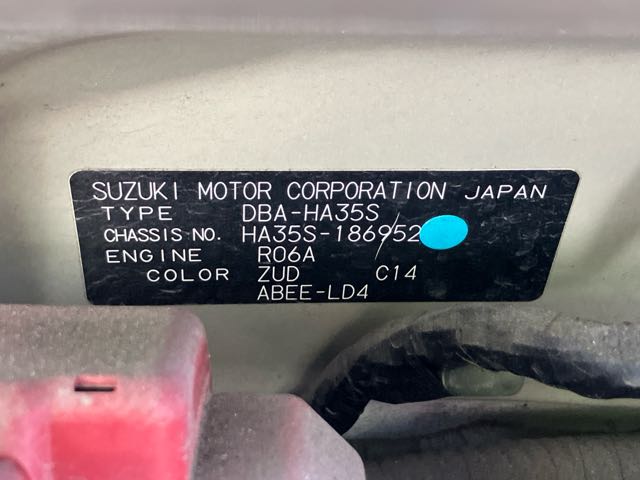 SUZUKI MOTOR CORPORATION JAPAN
TYPE DBA-HA35S
CHASSIS NO. HA35S-186952
ENGINE R06A
COLOR ZUD C14
ABEE-LD4